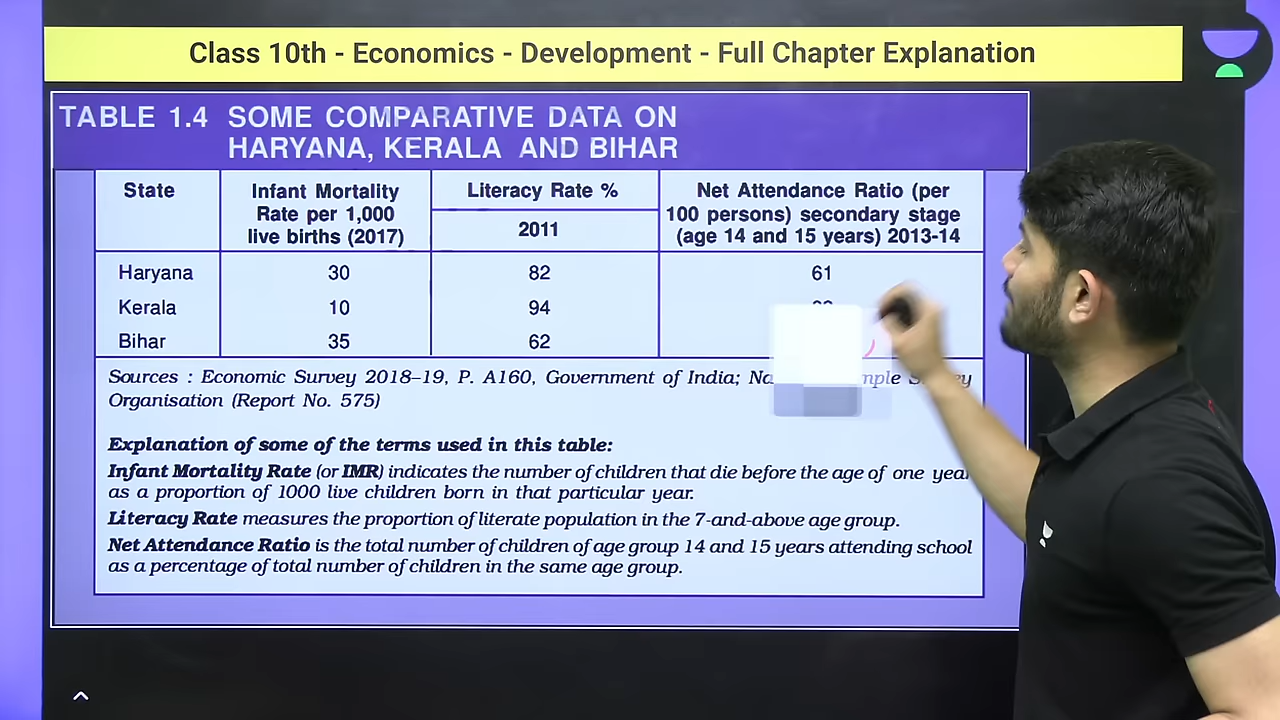 Class 10th - Economics - Development - Full Chapter Explanation
TABLE 1.4 SOME COMPARATIVE DATA ON
HARYANA, KERALA AND BIHAR
State Infant Mortality Rate per 1,000 live births (2017) Literacy Rate % 2011 Net Attendance Ratio (per 100 persons) secondary stage (age 14 and 15 years) 2013-14
Haryana 30 82 61
Kerala 10 94
Bihar 35 62
Sources : Economic Survey 2018–19, P. A160, Government of India;
Organisation (Report No. 575)
Explanation of some of the terms used in this table:
Infant Mortality Rate (or IMR) indicates the number of children that die before the age of one year
as a proportion of 1000 live children born in that particular year.
Literacy Rate measures the proportion of literate population in the 7-and-above age group.
Net Attendance Ratio is the total number of children of age group 14 and 15 years attending school
as a percentage of total number of children in the same age group.